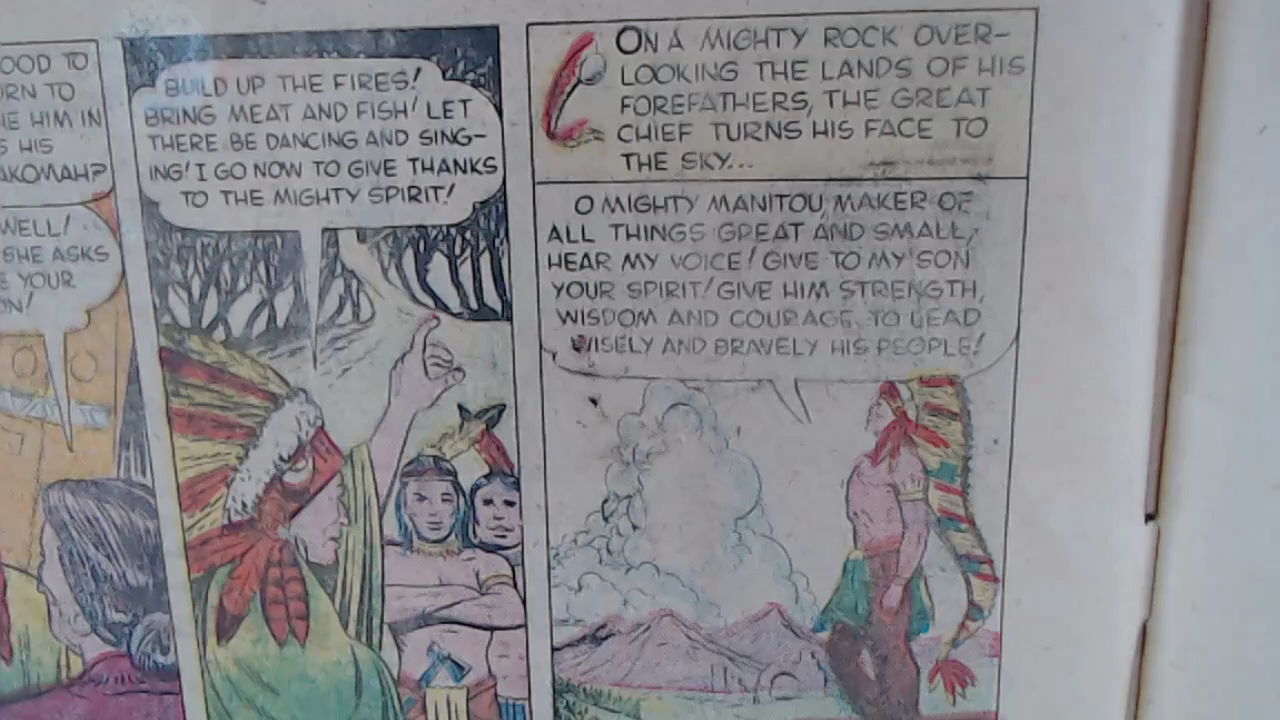 OOD TO
RN TO
HIM IN
HIS
AKOMAH?
WELL!
SHE ASKS
YOUR
ON!
BUILD UP THE FIRES!
BRING MEAT AND FISH! LET
THERE BE DANCING AND SING-
ING! I GO NOW TO GIVE THANKS
TO THE MIGHTY SPIRIT!
ON A MIGHTY ROCK OVER-
LOOKING THE LANDS OF HIS
FOREFATHERS, THE GREAT
CHIEF TURNS HIS FACE TO
THE SKY...
O MIGHTY MANITOU, MAKER OF
ALL THINGS GREAT AND SMALL,
HEAR MY VOICE! GIVE TO MY SON
YOUR SPIRIT! GIVE HIM STRENGTH,
WISDOM AND COURAGE, TO LEAD
WISELY AND BRAVELY HIS PEOPLE!